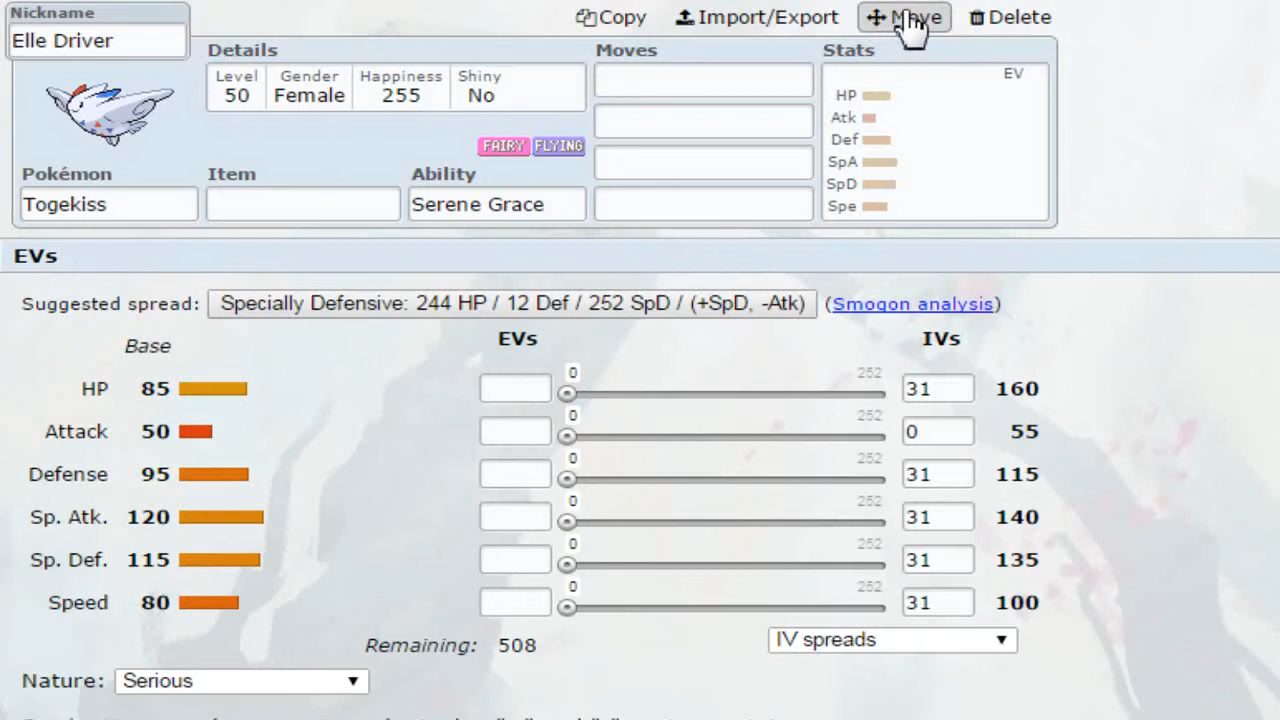 Nickname
Copy Import/Export Move Delete
Elle Driver
Details Moves Stats
Level Gender Happiness Shiny
50 Female 255 No
EV
HP
Atk
Def
SpA
SpD
Spe
FAIRY FLYING
Pokémon Item Ability
Togekiss Serene Grace
EVs
Suggested spread: Specially Defensive: 244 HP / 12 Def / 252 SpD / (+SpD, -Atk) (Smogon analysis)
Base EVs IVs
0 252
HP 85 31 160
0 252
Attack 50 0 55
0 252
Defense 95 31 115
0 252
Sp. Atk. 120 31 140
0 252
Sp. Def. 115 31 135
0 252
Speed 80 31 100
Remaining: 508 IV spreads
Nature: Serious